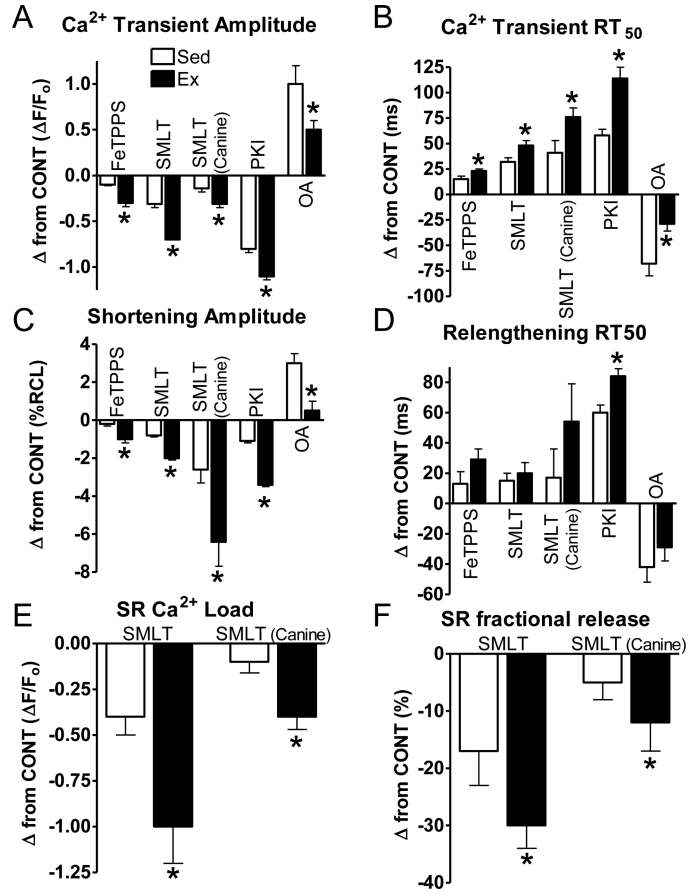 A
Ca2+ Transient Amplitude
Sed
Ex
Δ from CONT (ΔF/Fo)
1.0
0.5
0.0
-0.5
-1.0
FeTPPS
SMLT
SMLT
(Canine)
PKI
OA
*
*
*
*
*
B
Ca2+ Transient RT50
Δ from CONT (ms)
125
100
75
50
25
0
-25
-50
-75
-100
FeTPPS
SMLT
SMLT (Canine)
PKI
OA
*
*
*
*
*
C
Shortening Amplitude
Δ from CONT (%RCL)
4
2
0
-2
-4
-6
-8
FeTPPS
SMLT
SMLT
(Canine)
PKI
OA
*
*
*
*
*
D
Relengthening RT50
Δ from CONT (ms)
80
60
40
20
0
-20
-40
-60
FeTPPS
SMLT
SMLT
(Canine)
PKI
OA
*
E
SR Ca2+ Load
Δ from CONT (ΔF/Fo)
0.00
-0.25
-0.50
-0.75
-1.00
-1.25
SMLT
SMLT (Canine)
*
*
F
SR fractional release
Δ from CONT (%)
0
-10
-20
-30
-40
SMLT
SMLT (Canine)
*
*